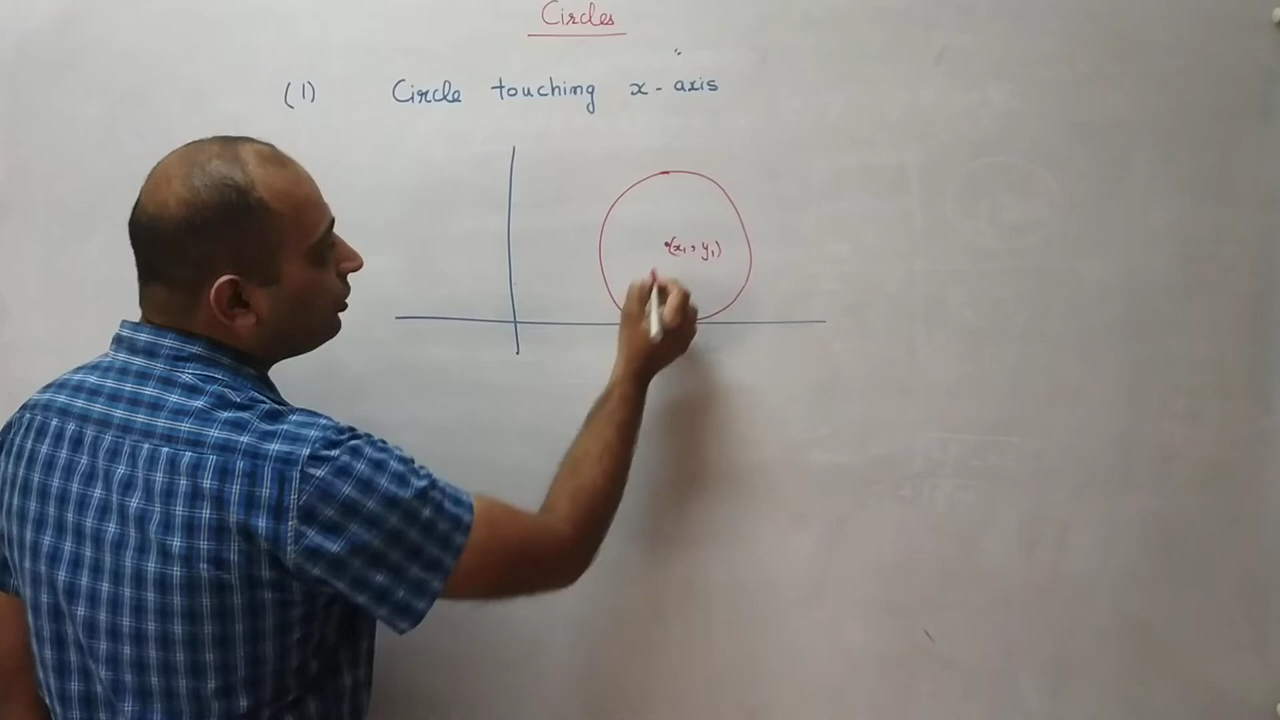 Circles
(1) Circle touching x-axis
(x₁, y₁)